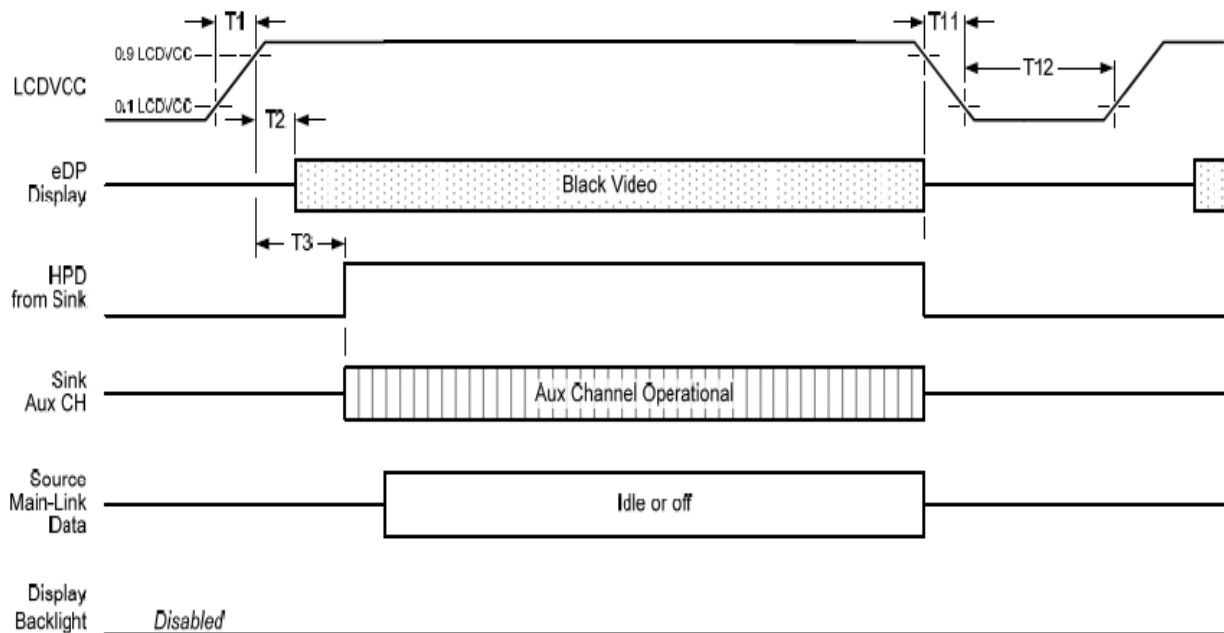 T1
T11
0.9 LCDVCC
LCDVCC
T12
0.1 LCDVCC
T2
eDP
Display
Black Video
T3
HPD
from Sink
Sink
Aux CH
Aux Channel Operational
Source
Main-Link
Data
Idle or off
Display
Backlight
Disabled